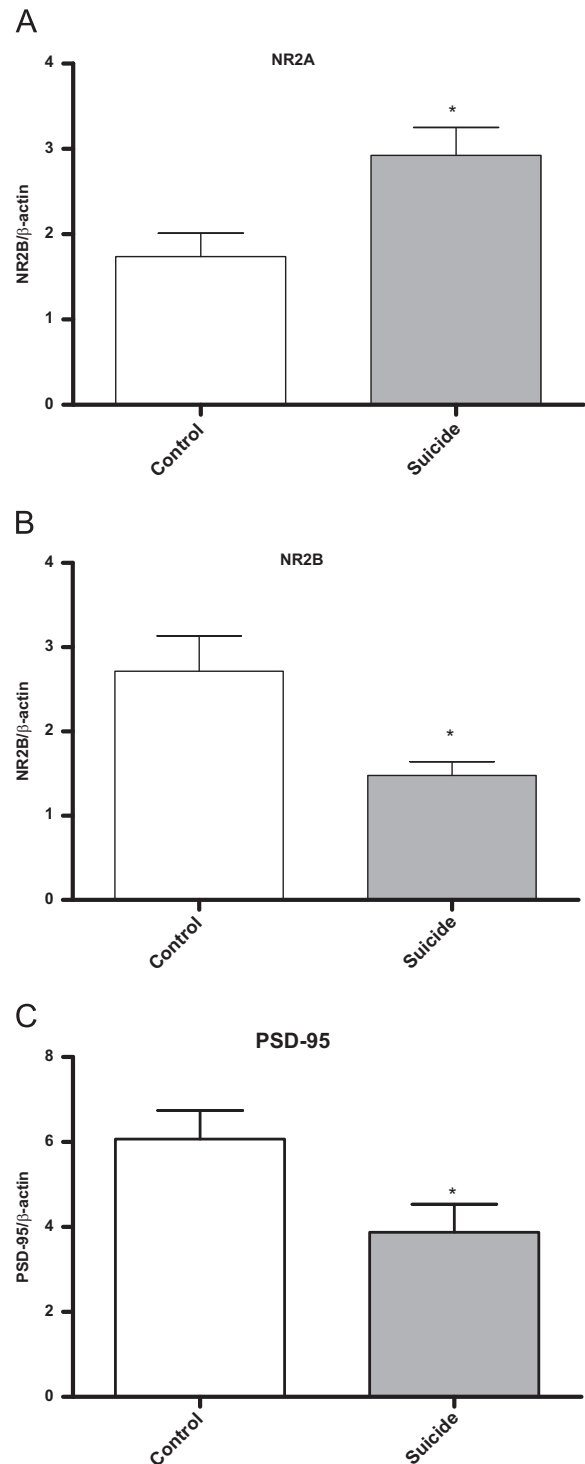 A
NR2A
4
3
2
1
0
NR2B/β-actin
*
Control
Suicide
B
NR2B
4
3
2
1
0
NR2B/β-actin
*
Control
Suicide
C
PSD-95
8
6
4
2
0
PSD-95/β-actin
*
Control
Suicide